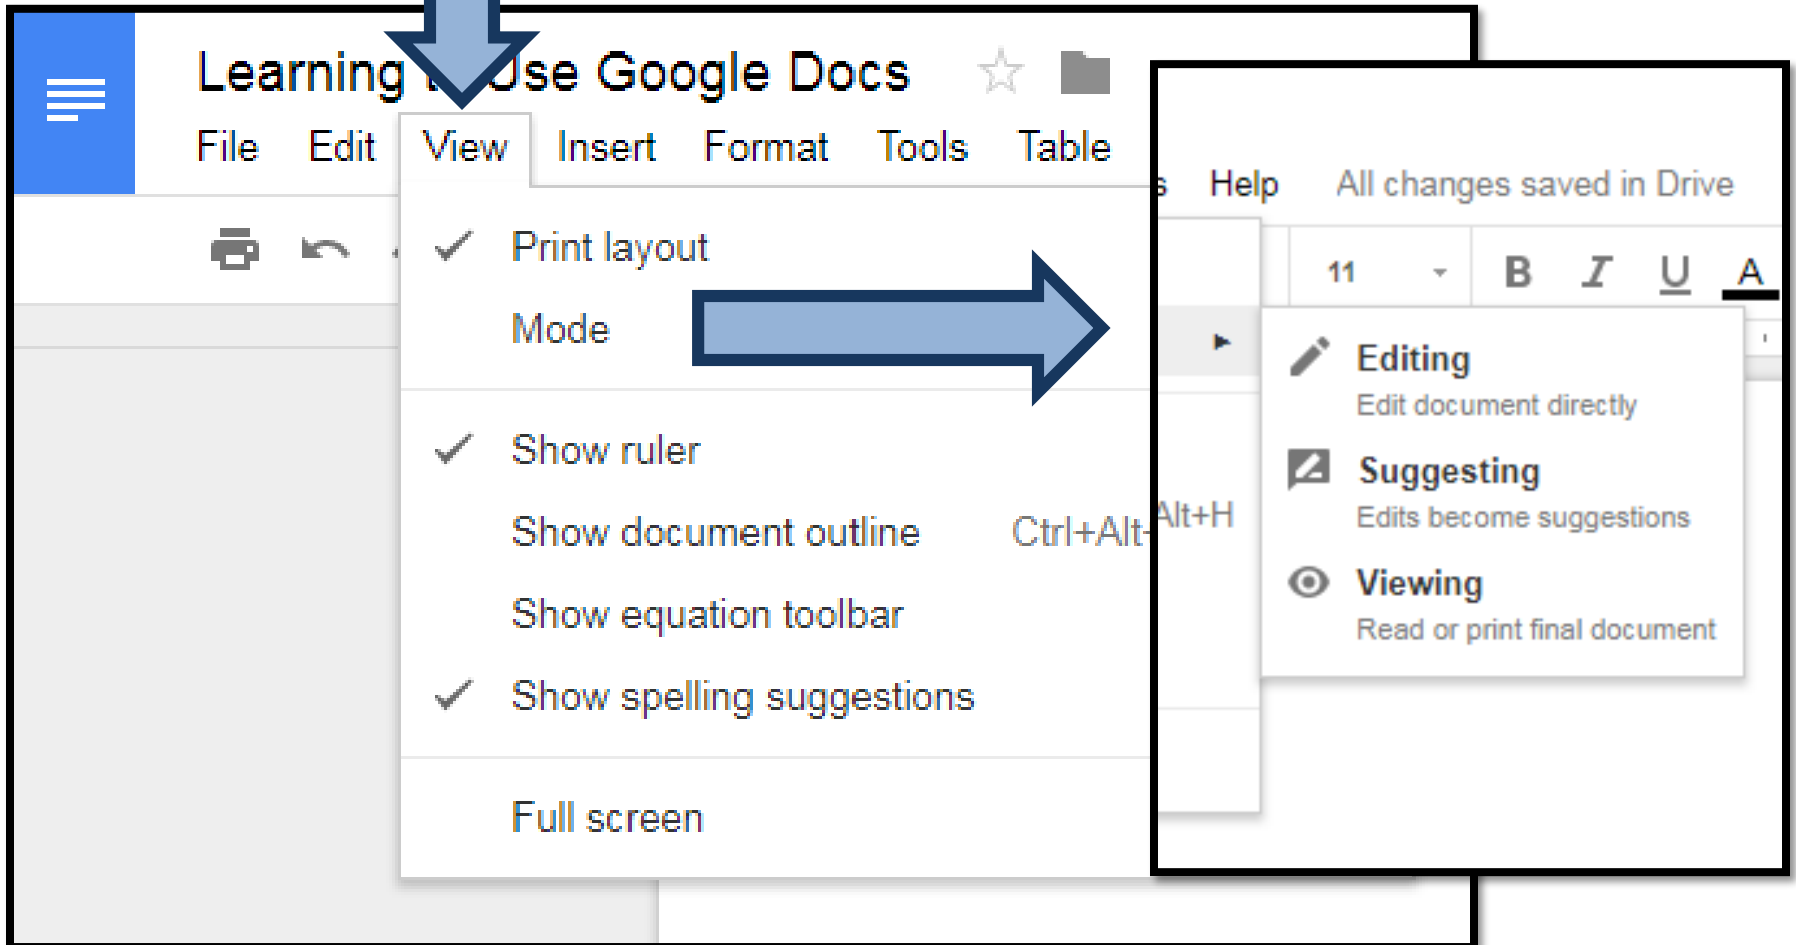 Learning t Use Google Docs
File Edit View Insert Format Tools Table
Print layout
Mode
Show ruler
Show document outline Ctrl+Alt+
Show equation toolbar
Show spelling suggestions
Full screen
s Help All changes saved in Drive
11 B I U A
Editing
Edit document directly
Alt+H
Suggesting
Edits become suggestions
Viewing
Read or print final document